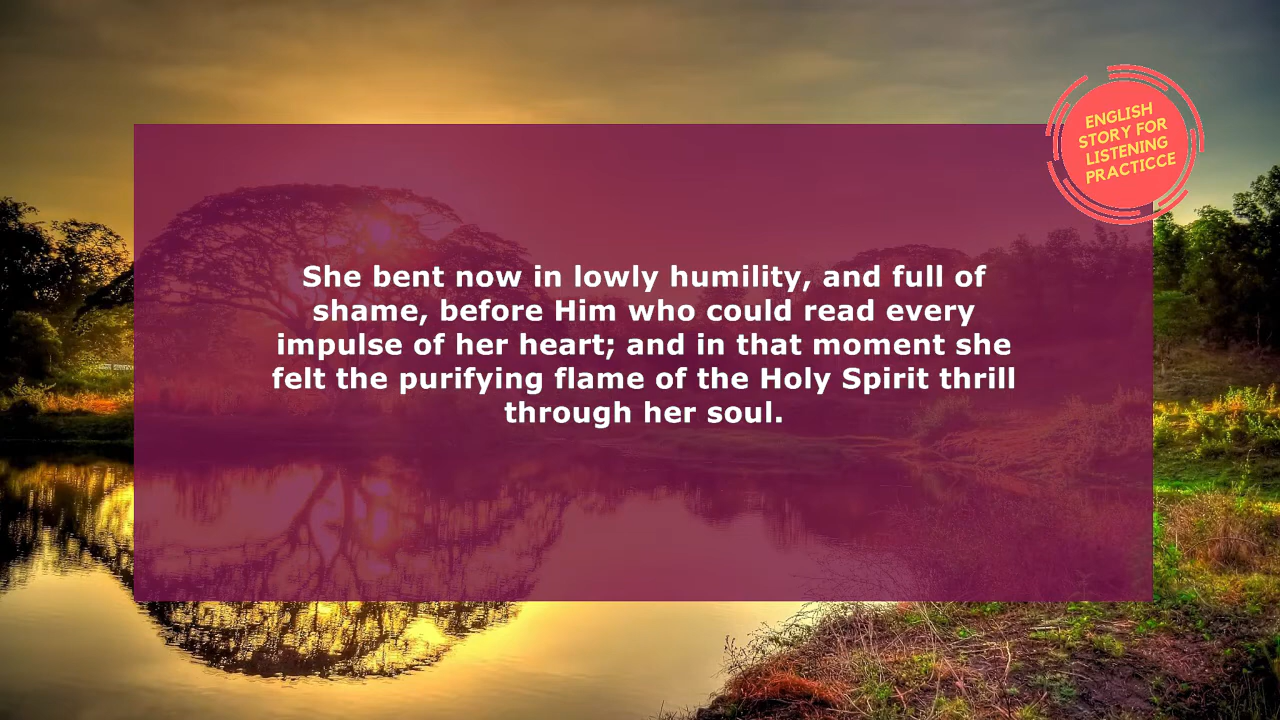 ENGLISH
STORY FOR
LISTENING
PRACTICCE
She bent now in lowly humility, and full of
shame, before Him who could read every
impulse of her heart; and in that moment she
felt the purifying flame of the Holy Spirit thrill
through her soul.